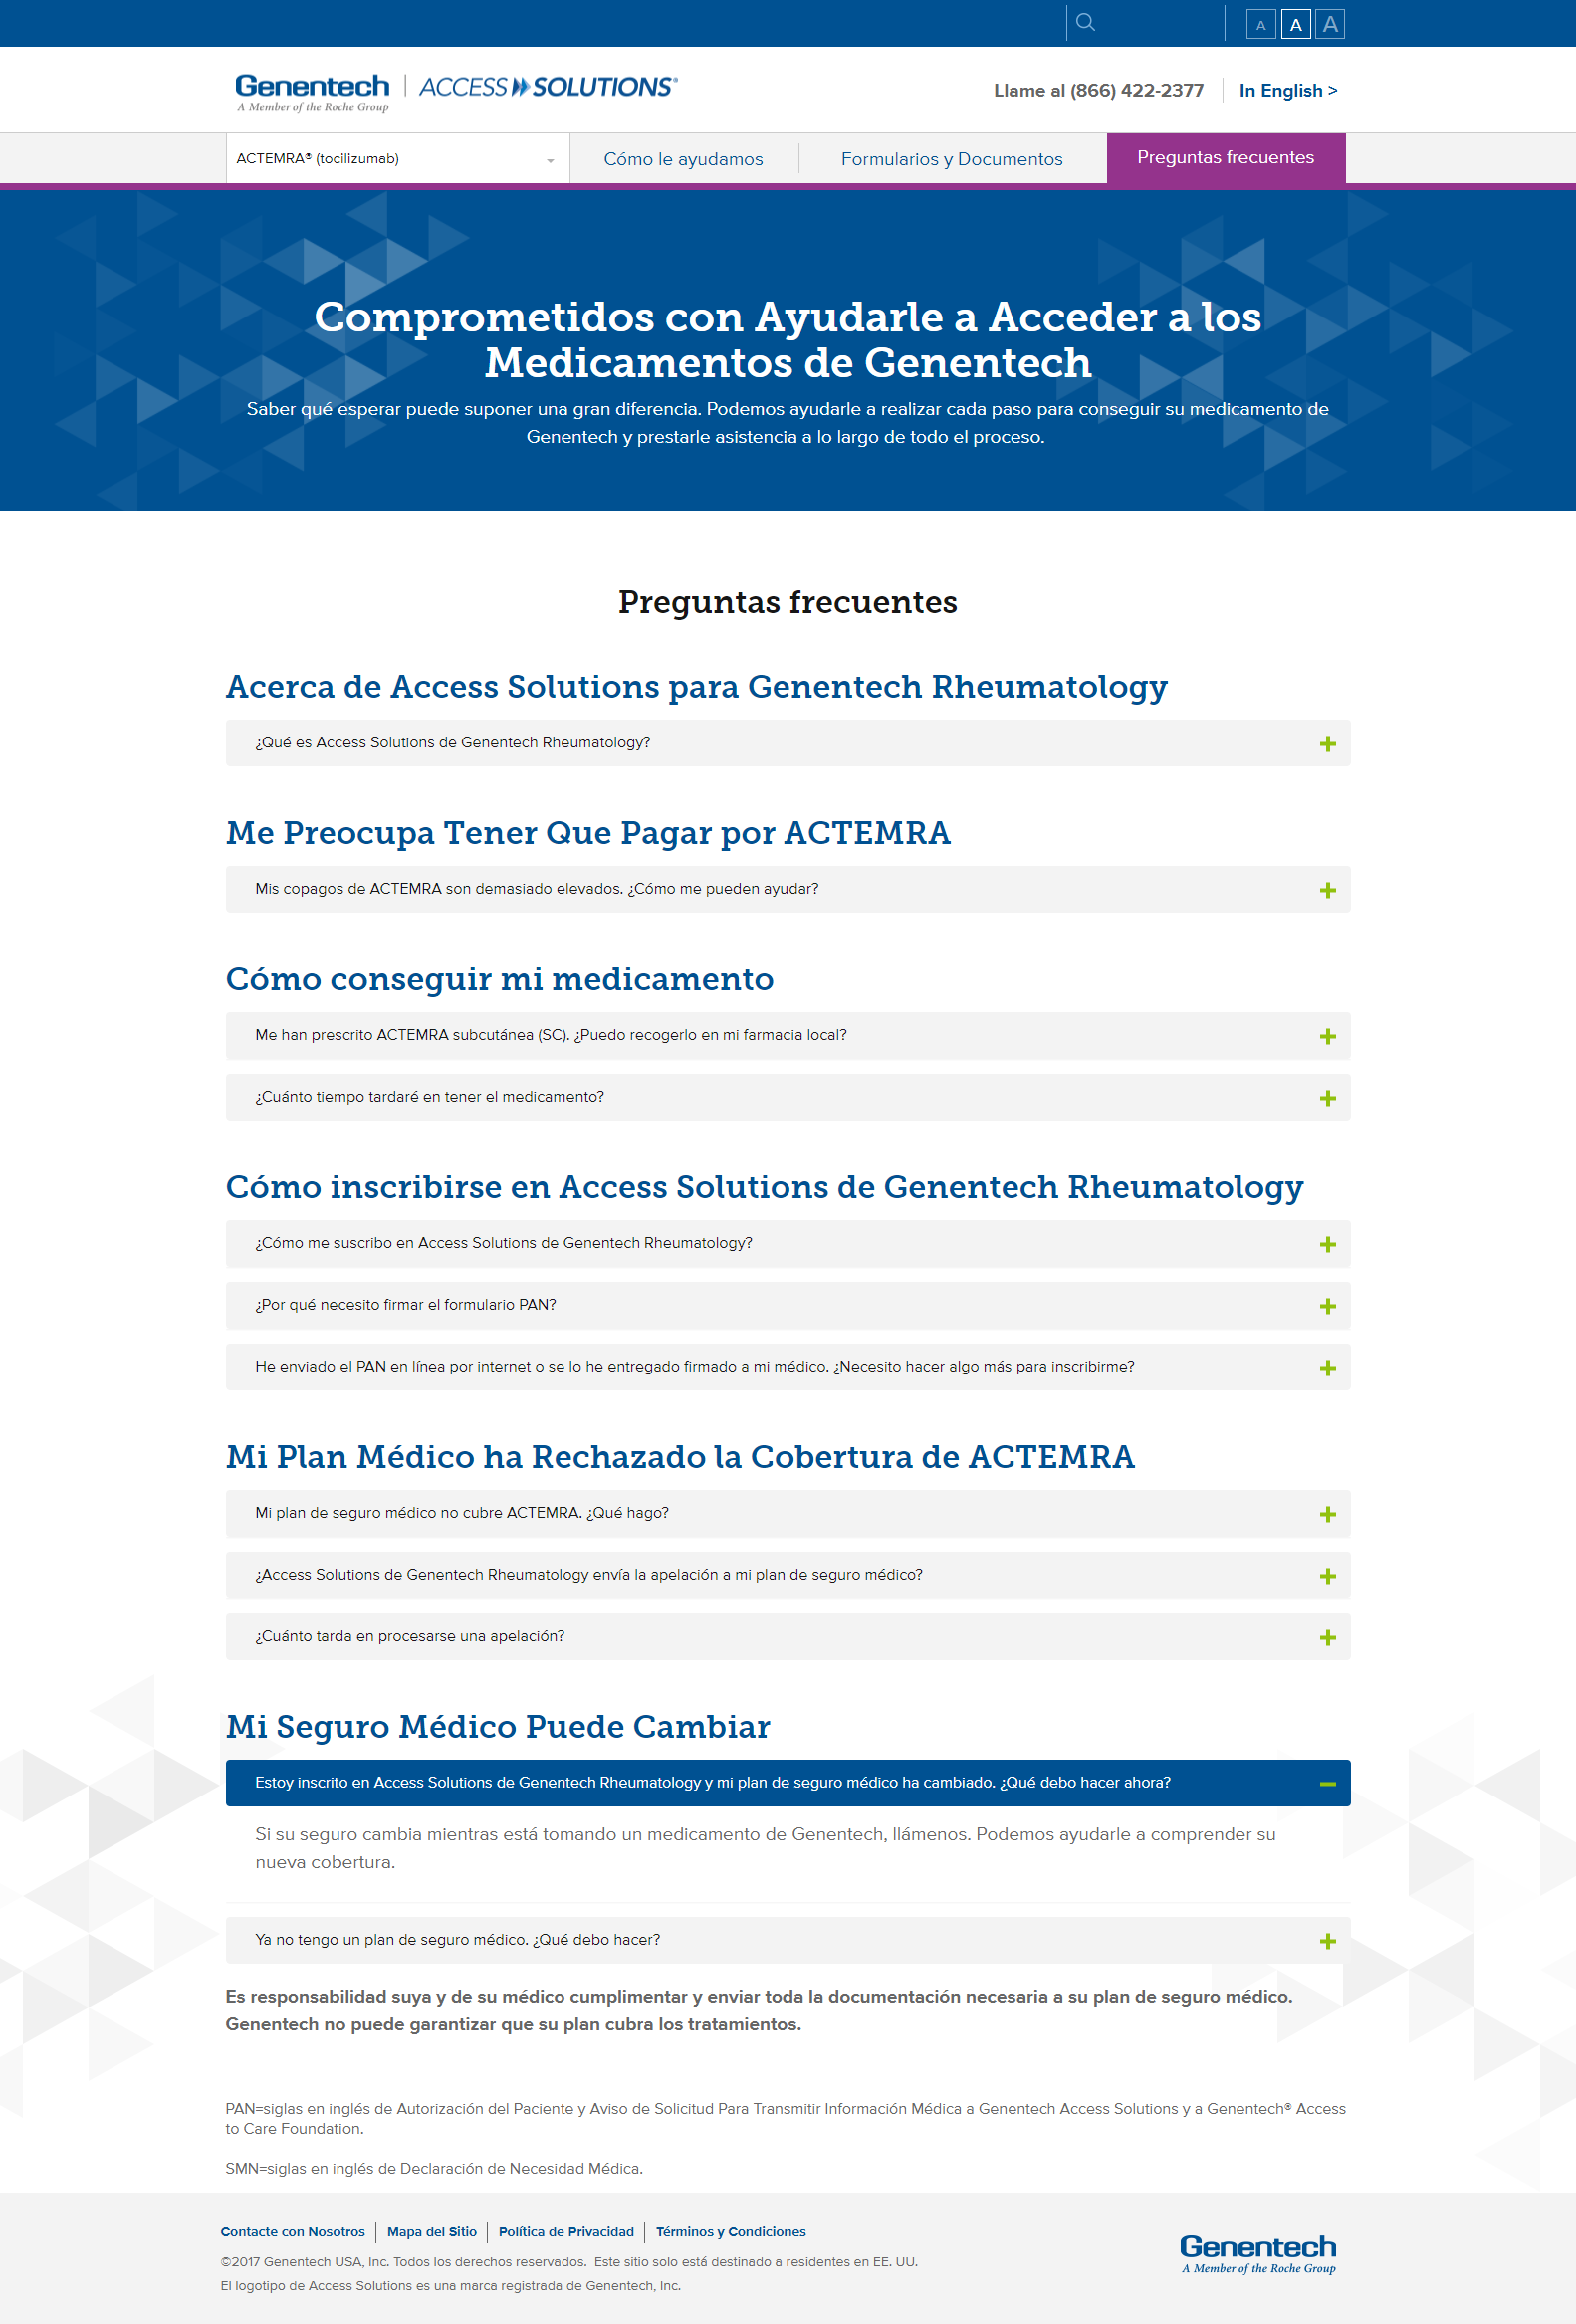 A A A
Genentech
A Member of the Roche Group
ACCESS SOLUTIONS®
Llame al (866) 422-2377
In English >
ACTEMRA® (tocilizumab)
Cómo le ayudamos
Formularios y Documentos
Preguntas frecuentes
Comprometidos con Ayudarle a Acceder a los
Medicamentos de Genentech
Saber qué esperar puede suponer una gran diferencia. Podemos ayudarle a realizar cada paso para conseguir su medicamento de
Genentech y prestarle asistencia a lo largo de todo el proceso.
Preguntas frecuentes
Acerca de Access Solutions para Genentech Rheumatology
¿Qué es Access Solutions de Genentech Rheumatology?
Me Preocupa Tener Que Pagar por ACTEMRA
Mis copagos de ACTEMRA son demasiado elevados. ¿Cómo me pueden ayudar?
Cómo conseguir mi medicamento
Me han prescrito ACTEMRA subcutánea (SC). ¿Puedo recogerlo en mi farmacia local?
¿Cuánto tiempo tardaré en tener el medicamento?
Cómo inscribirse en Access Solutions de Genentech Rheumatology
¿Cómo me suscribo en Access Solutions de Genentech Rheumatology?
¿Por qué necesito firmar el formulario PAN?
He enviado el PAN en línea por internet o se lo he entregado firmado a mi médico. ¿Necesito hacer algo más para inscribirme?
Mi Plan Médico ha Rechazado la Cobertura de ACTEMRA
Mi plan de seguro médico no cubre ACTEMRA. ¿Qué hago?
¿Access Solutions de Genentech Rheumatology envía la apelación a mi plan de seguro médico?
¿Cuánto tarda en procesarse una apelación?
Mi Seguro Médico Puede Cambiar
Estoy inscrito en Access Solutions de Genentech Rheumatology y mi plan de seguro médico ha cambiado. ¿Qué debo hacer ahora?
Si su seguro cambia mientras está tomando un medicamento de Genentech, llámenos. Podemos ayudarle a comprender su
nueva cobertura.
Ya no tengo un plan de seguro médico. ¿Qué debo hacer?
Es responsabilidad suya y de su médico cumplimentar y enviar toda la documentación necesaria a su plan de seguro médico.
Genentech no puede garantizar que su plan cubra los tratamientos.
PAN=siglas en inglés de Autorización del Paciente y Aviso de Solicitud Para Transmitir Información Médica a Genentech Access Solutions y a Genentech® Access
to Care Foundation.
SMN=siglas en inglés de Declaración de Necesidad Médica.
Contacte con Nosotros
Mapa del Sitio
Política de Privacidad
Términos y Condiciones
©2017 Genentech USA, Inc. Todos los derechos reservados. Este sitio solo está destinado a residentes en EE. UU.
El logotipo de Access Solutions es una marca registrada de Genentech, Inc.
Genentech
A Member of the Roche Group